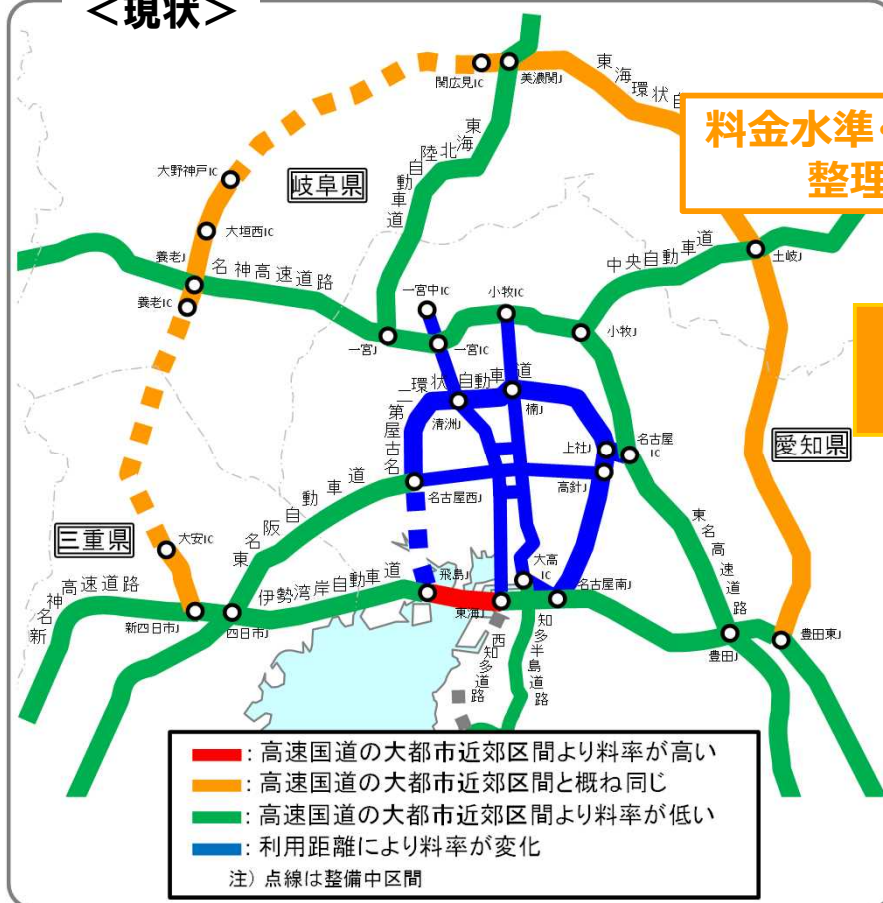 ＜現状＞
関広見IC
美濃関J
東海環状自
料金水準
整理
大野神戸IC
岐阜県
東海北陸自動車道
大垣西IC
養老J
名神高速道路
養老IC
中央自動車道
土岐J
一宮中IC
小牧IC
一宮J
一宮IC
小牧J
名古屋第二環状自動車道
清洲J
楠J
上社J
名古屋IC
愛知県
高針J
名古屋西J
東名阪自動車道
東名高速道路
三重県
大安IC
飛島J
大高IC
名古屋南J
伊勢湾岸自動車道
東海J
新名神高速道路
新四日市J
四日市J
西知多道路
知多半島道路
豊田J
豊田東J
：高速国道の大都市近郊区間より料率が高い
：高速国道の大都市近郊区間と概ね同じ
：高速国道の大都市近郊区間より料率が低い
：利用距離により料率が変化
注）点線は整備中区間